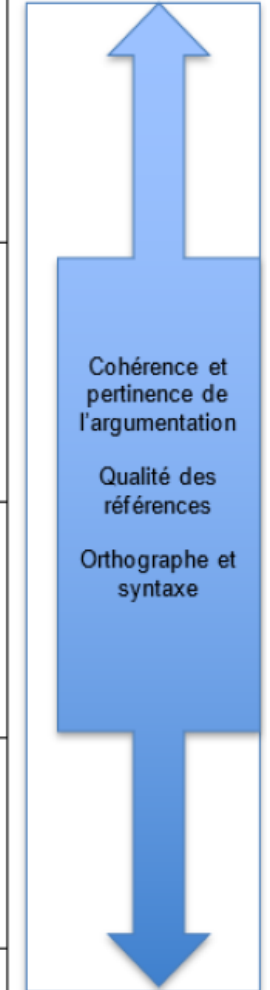 Cohérence et
pertinence de
l'argumentation
Qualité des
références
Orthographe et
syntaxe